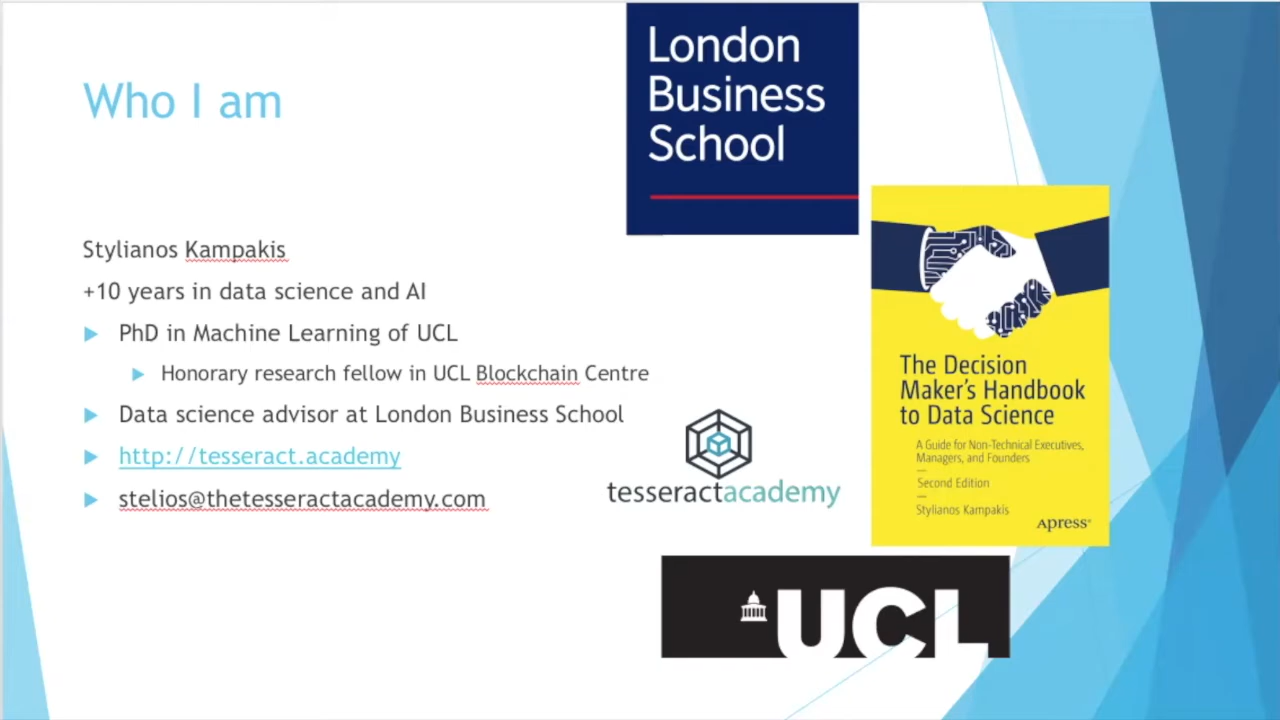 Who I am
Stylianos Kampakis
+10 years in data science and AI
PhD in Machine Learning of UCL
Honorary research fellow in UCL Blockchain Centre
Data science advisor at London Business School
http://tesseract.academy
stelios@thetesseractacademy.com
London
Business
School
The Decision
Maker's Handbook
to Data Science
A Guide for Non-Technical Executives,
Managers, and Founders
Second Edition
Stylianos Kampakis
Apress®
tesseractacademy
UCL